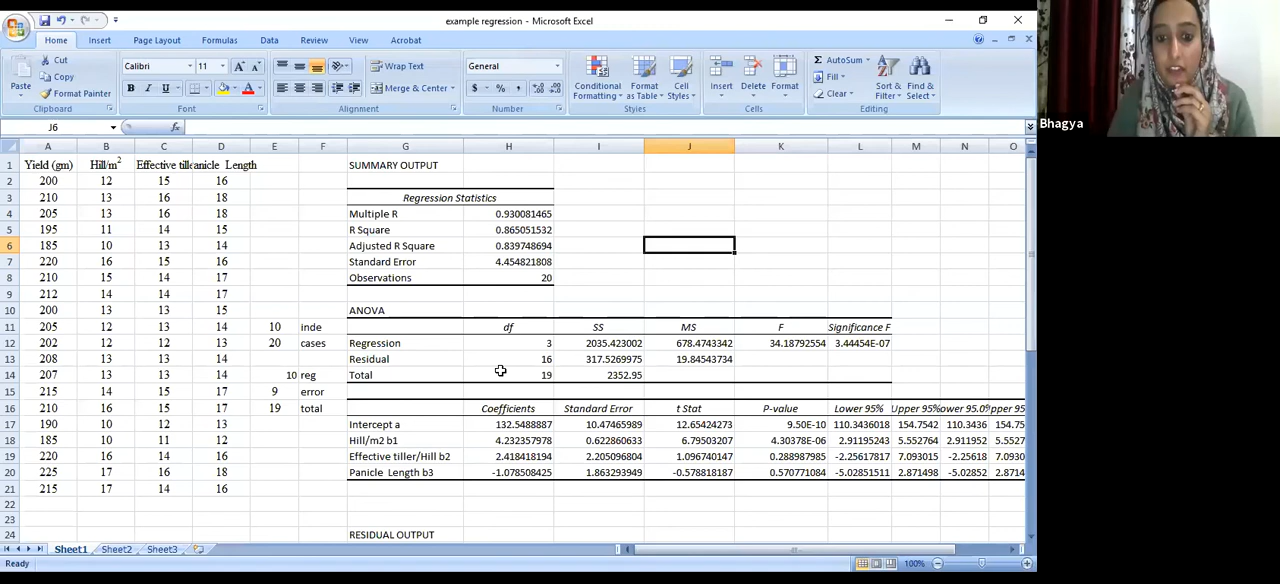 example regression - Microsoft Excel
Home Insert Page Layout Formulas Data Review View Acrobat
Cut
Copy
Format Painter
Paste
Clipboard
Calibri 11
B I U
Font
Wrap Text
Merge & Center
Alignment
General
$ % ,
Number
Conditional Formatting
Format as Table
Cell Styles
Styles
Insert Delete Format
Cells
AutoSum
Fill
Clear
Sort & Filter
Find & Select
Editing
Bhagya
J6 fx
A B C D E F G H I J K L M N O
1 Yield (gm) Hill/m2 Effective tille anicle Length SUMMARY OUTPUT
2 200 12 15 16
3 210 13 16 18 Regression Statistics
4 205 13 16 18 Multiple R 0.930081465
5 195 11 14 15 R Square 0.865051532
6 185 10 13 14 Adjusted R Square 0.839748694
7 220 16 15 16 Standard Error 4.454821808
8 210 15 14 17 Observations 20
9 212 14 14 17
10 200 13 13 15 ANOVA
11 205 12 13 14 10 inde df SS MS F Significance F
12 202 12 12 13 20 cases Regression 3 2035.423002 678.4743342 34.18792554 3.44454E-07
13 208 13 13 14 Residual 16 317.5269975 19.84543734
14 207 13 13 14 10 reg Total 19 2352.95
15 215 14 15 17 9 error
16 210 16 15 17 19 total Coefficients Standard Error t Stat P-value Lower 95% Upper 95% ower 95.0% pper 95.
17 190 10 12 13 Intercept a 132.5488887 10.47465989 12.65424273 9.50E-10 110.3436018 154.7542 110.3436 154.75
18 185 10 11 12 Hill/m2 b1 4.232357978 0.622860633 6.79503207 4.30378E-06 2.91195243 5.552764 2.911952 5.5527
19 220 16 14 16 Effective tiller/Hill b2 2.418418194 2.205096804 1.096740147 0.288987985 -2.25617817 7.093015 -2.25618 7.0930
20 225 17 16 18 Panicle Length b3 -1.078508425 1.863293949 -0.578818187 0.570771084 -5.02851511 2.871498 -5.02852 2.8714
21 215 17 14 16
22
23
24 RESIDUAL OUTPUT
Sheet1 Sheet2 Sheet3
Ready 100%